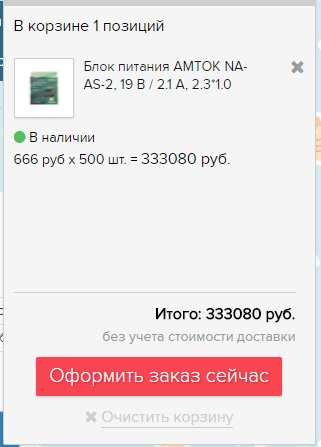 В корзине 1 позиций
Блок питания АМТОК NA-
AS-2, 19 В / 2.1 А, 2.3*1.0
В наличии
666 руб х 500 шт. = 333080 руб.
Итого: 333080 руб.
без учета стоимости доставки
Оформить заказ сейчас
Очистить корзину